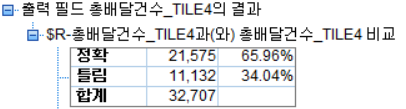 출력 필드 총배달건수_TILE4의 결과
$R-총배달건수_TILE4과(와) 총배달건수_TILE4 비교
정확 21,575 65.96%
틀림 11,132 34.04%
합계 32,707